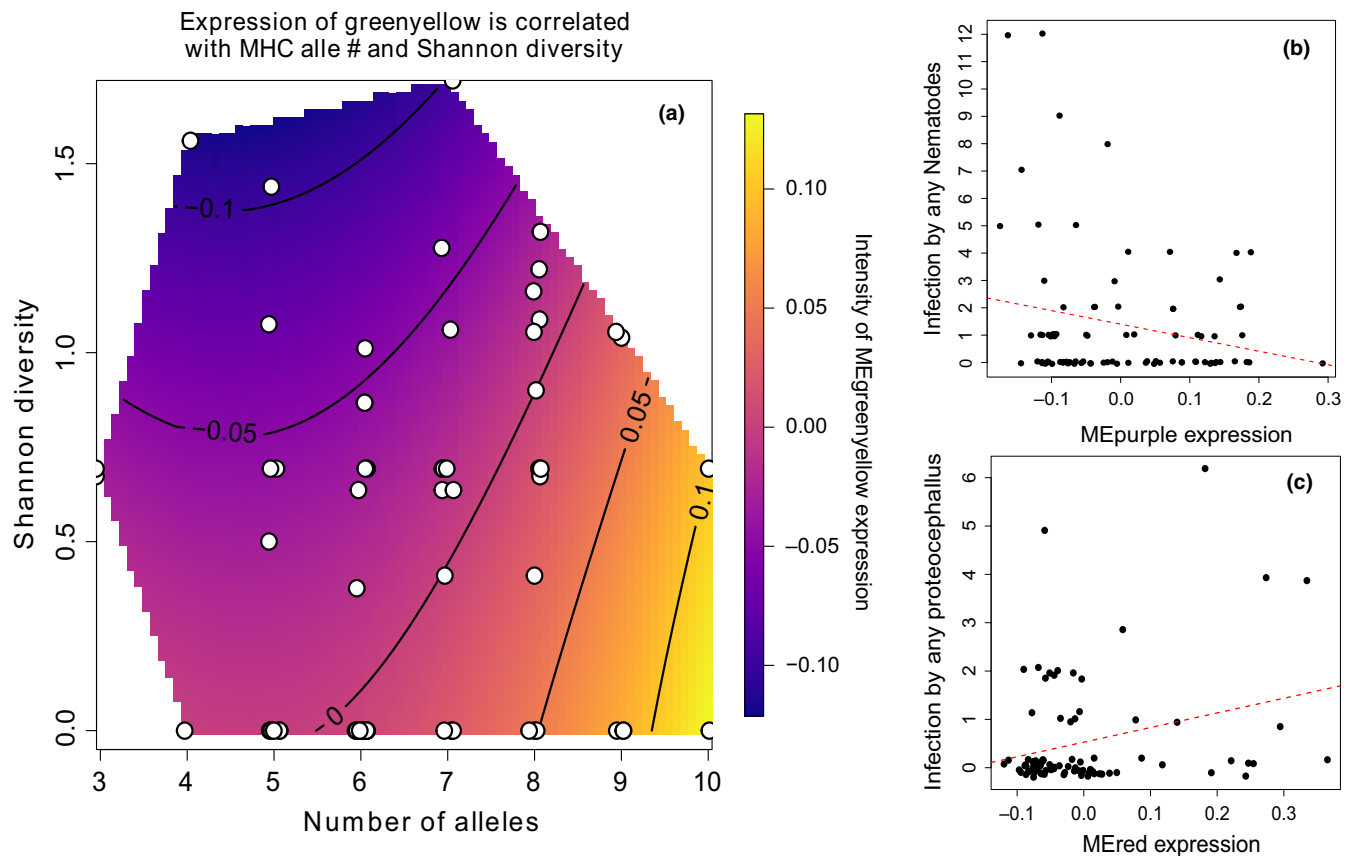 Expression of greenyellow is correlated
with MHC alle # and Shannon diversity
(a)
Shannon diversity
0.0
0.5
1.0
1.5
−0.1
−0.05
−0
0.05
0.1
3 4 5 6 7 8 9 10
Number of alleles
0.10
0.05
0.00
−0.05
−0.10
Intensity of MEgreenyellow expression
(b)
Infection by any Nematodes
0 1 2 3 4 5 6 7 8 9 10 11 12
−0.1 0.0 0.1 0.2 0.3
MEpurple expression
(c)
Infection by any proteocephallus
0 1 2 3 4 5 6
−0.1 0.0 0.1 0.2 0.3
MEred expression